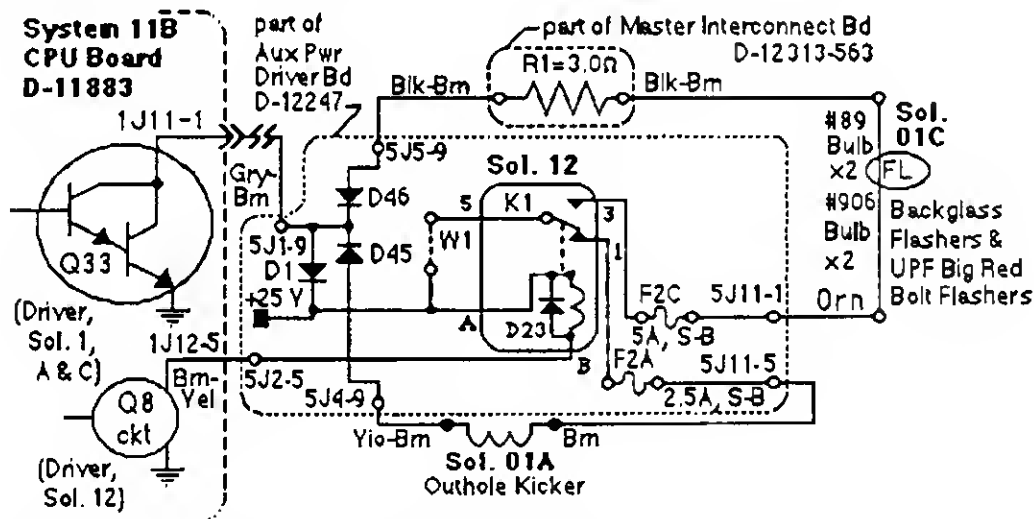 System 11B
CPU Board
D-11883
part of
Aux Pwr
Driver Bd
D-12247
part of Master Interconnect Bd
D-12313-563
R1=3.0Ω
Blk-Brn
Blk-Brn
1J11-1
5J5-9
Sol. 12
#89
Bulb
x2
Sol.
01C
FL
Gry-
Brn
D46
5
K1
3
W1
1
#906
Bulb
x2
Backglass
Flashers &
UPF Big Red
Bolt Flashers
Q33
5J1-9
D1
D45
+25 V
A
D23
F2C
5J11-1
Orn
5A, S-B
(Driver,
Sol. 1,
A & C)
1J12-5
B
F2A
5J11-5
Brn-
Yel
5J2-5
5J4-9
2.5A, S-B
Q8
ckt
Ylo-Brn
Brn
Sol. 01A
Outhole Kicker
(Driver,
Sol. 12)